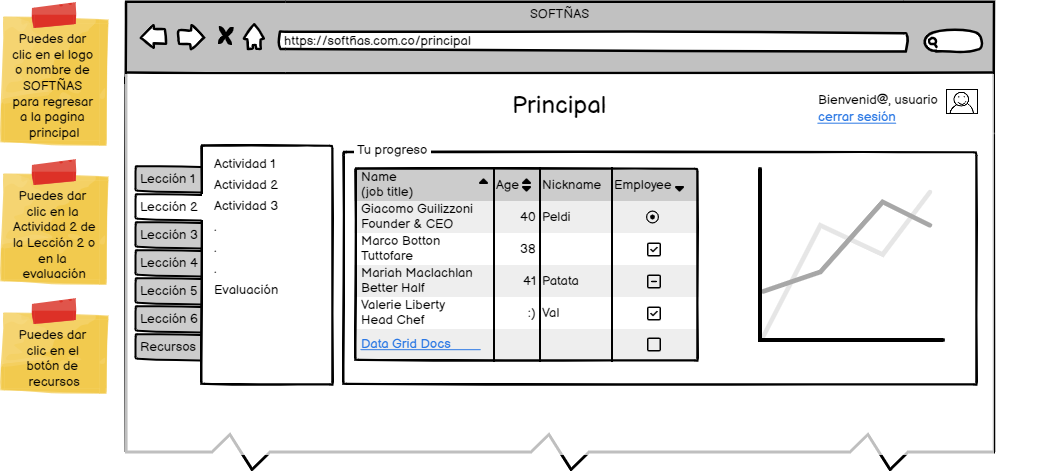 Puedes dar
clic en el logo
o nombre de
SOFTÑAS
para regresar
a la pagina
principal
Puedes dar
clic en la
Actividad 2 de
la Lección 2 o
en la
evaluación
Puedes dar
clic en el
botón de
recursos
SOFTÑAS
https://softñas.com.co/principal
Principal
Bienvenid@, usuario
cerrar sesión
Lección 1
Lección 2
Lección 3
Lección 4
Lección 5
Lección 6
Recursos
Actividad 1
Actividad 2
Actividad 3
.
.
.
Evaluación
Tu progreso
Name
(job title)
Age Nickname Employee
Giacomo Guilizzoni
Founder & CEO
40 Peldi
Marco Botton
Tuttofare
38
Mariah Maclachlan
Better Half
41 Patata
Valerie Liberty
Head Chef
:) Val
Data Grid Docs